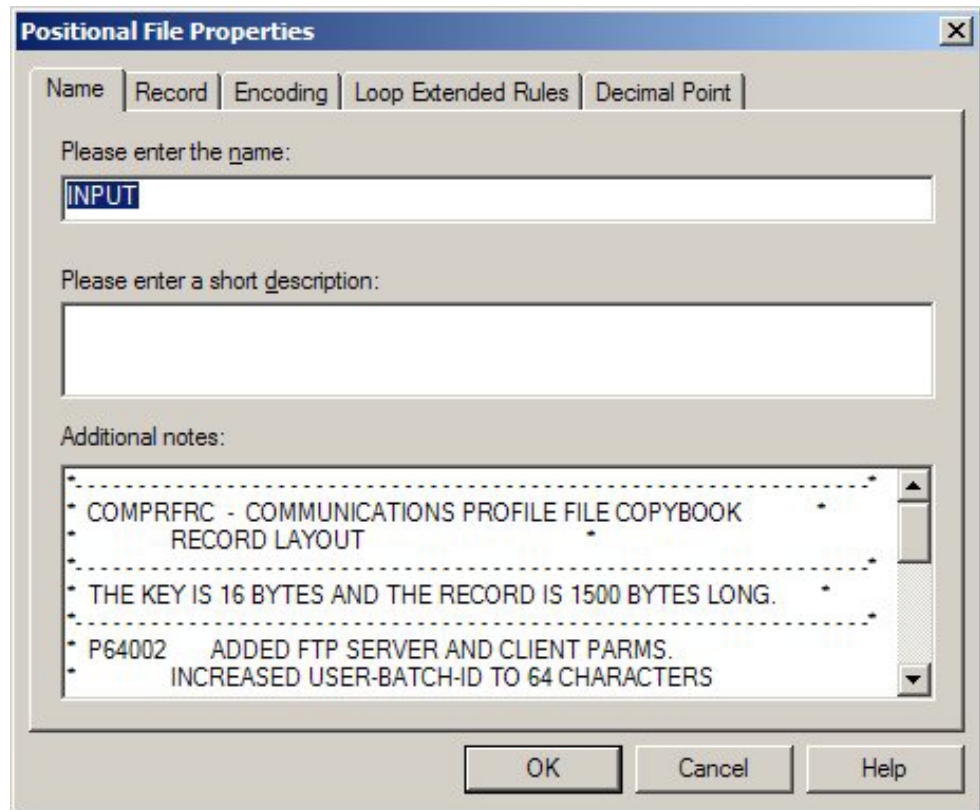 Positional File Properties
Name Record Encoding Loop Extended Rules Decimal Point
Please enter the name:
INPUT
Please enter a short description:
Additional notes:
*- - - - - - - - - - - - - - - - - - - - - - - - - - - - - - - - - - - - - - - - - - - - - - - - - - - - - - - - - - - - - - - - -*
* COMPRFRC - COMMUNICATIONS PROFILE FILE COPYBOOK *
* RECORD LAYOUT *
*- - - - - - - - - - - - - - - - - - - - - - - - - - - - - - - - - - - - - - - - - - - - - - - - - - - - - - - - - - - - - - - - -*
* THE KEY IS 16 BYTES AND THE RECORD IS 1500 BYTES LONG. *
*- - - - - - - - - - - - - - - - - - - - - - - - - - - - - - - - - - - - - - - - - - - - - - - - - - - - - - - - - - - - - - - - -*
* P64002 ADDED FTP SERVER AND CLIENT PARMS.
* INCREASED USER-BATCH-ID TO 64 CHARACTERS
OK Cancel Help